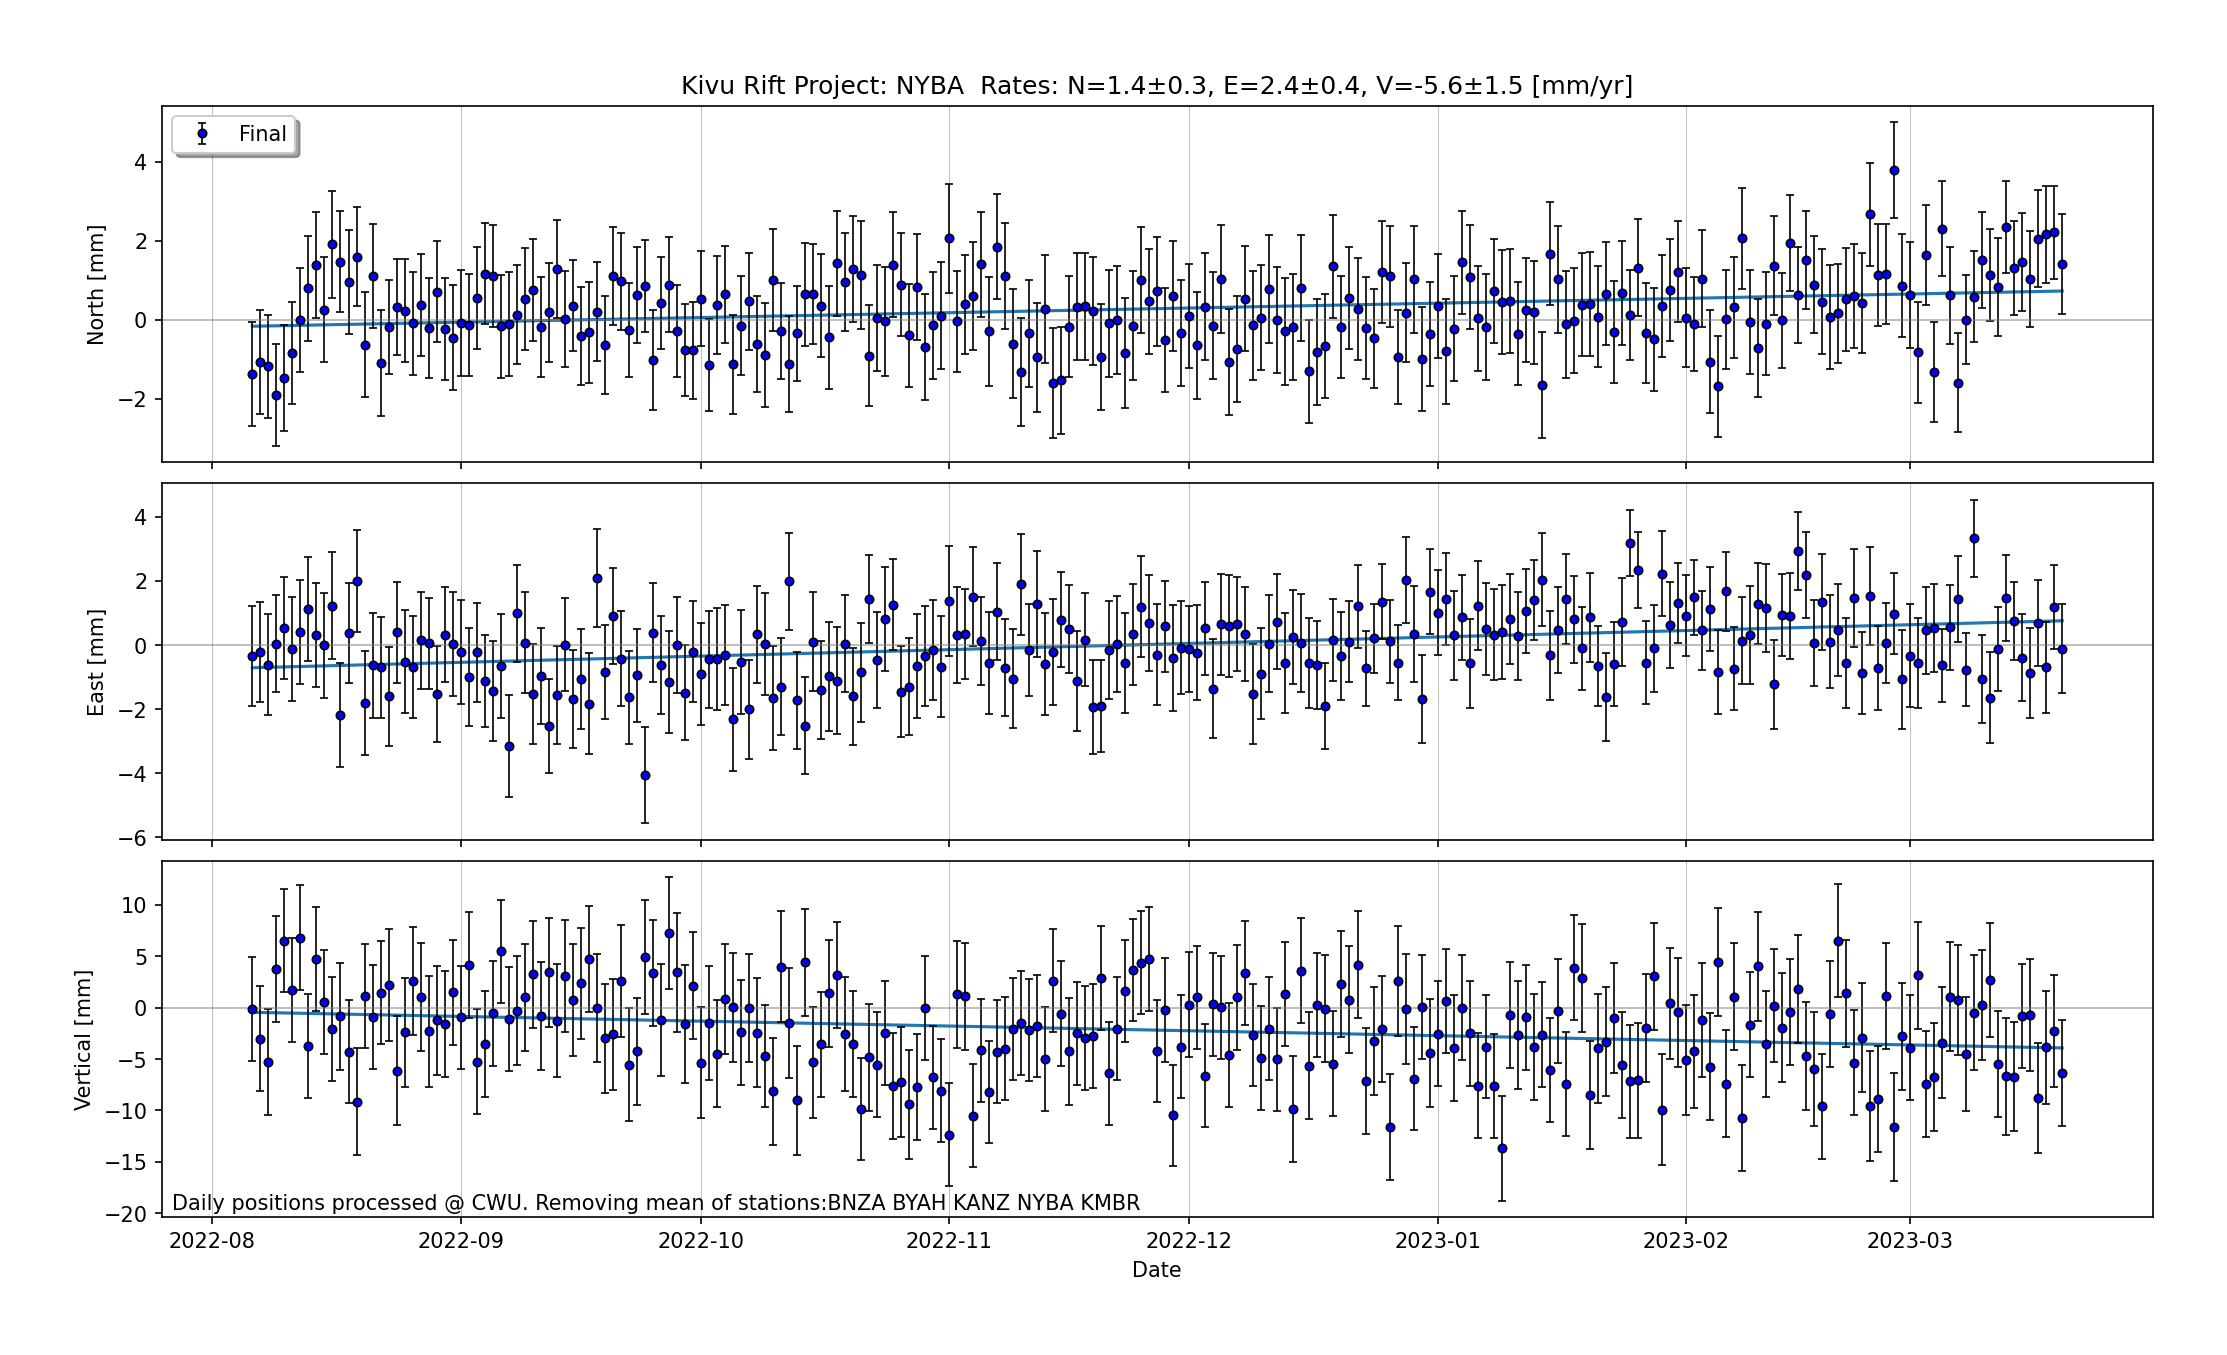 Kivu Rift Project: NYBA  Rates: N=1.4±0.3, E=2.4±0.4, V=-5.6±1.5 [mm/yr]
Final
North [mm]
4
2
0
−2
East [mm]
4
2
0
−2
−4
−6
Vertical [mm]
10
5
0
−5
−10
−15
−20
Daily positions processed @ CWU. Removing mean of stations:BNZA BYAH KANZ NYBA KMBR
2022-08 2022-09 2022-10 2022-11 2022-12 2023-01 2023-02 2023-03
Date